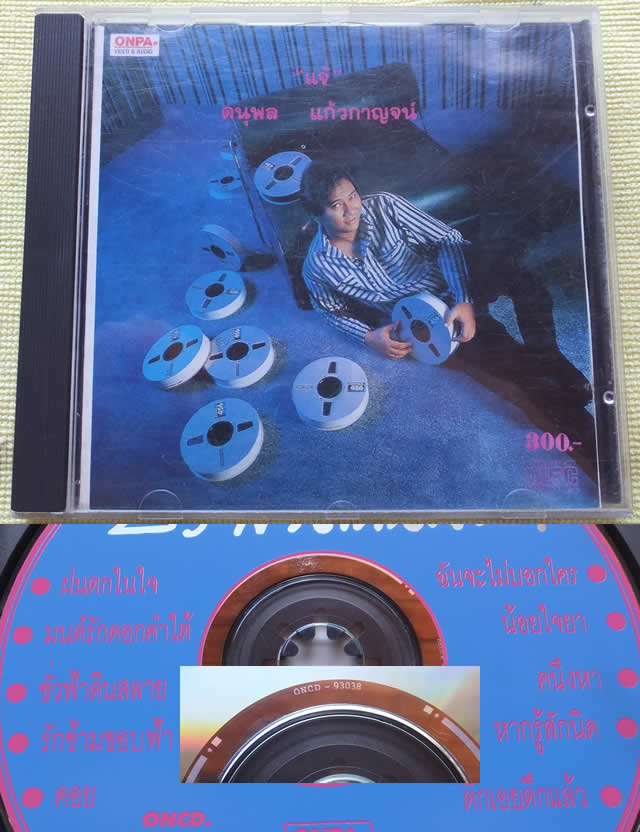 ONPA.
VIDEO & AUDIO
"แจ้"
ดนุพล แก้วกาญจน์
300.-
ฝนตกในใจ
มนต์รักดอกคำใต้
ชั่วฟ้าดินสลาย
รักข้ามขอบฟ้า
คอย
ฉันจะไม่บอกใคร
น้อยใจยา
คนึงหา
หากรู้สักนิด
ดึกเอยดึกแล้ว
ONCD - 93038
ONCD.
ONPA